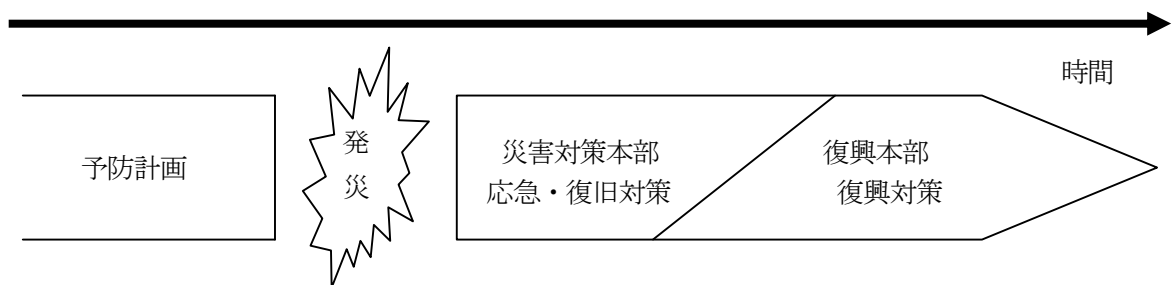 時間
予防計画
発
災
災害対策本部
応急・復旧対策
復興本部
復興対策